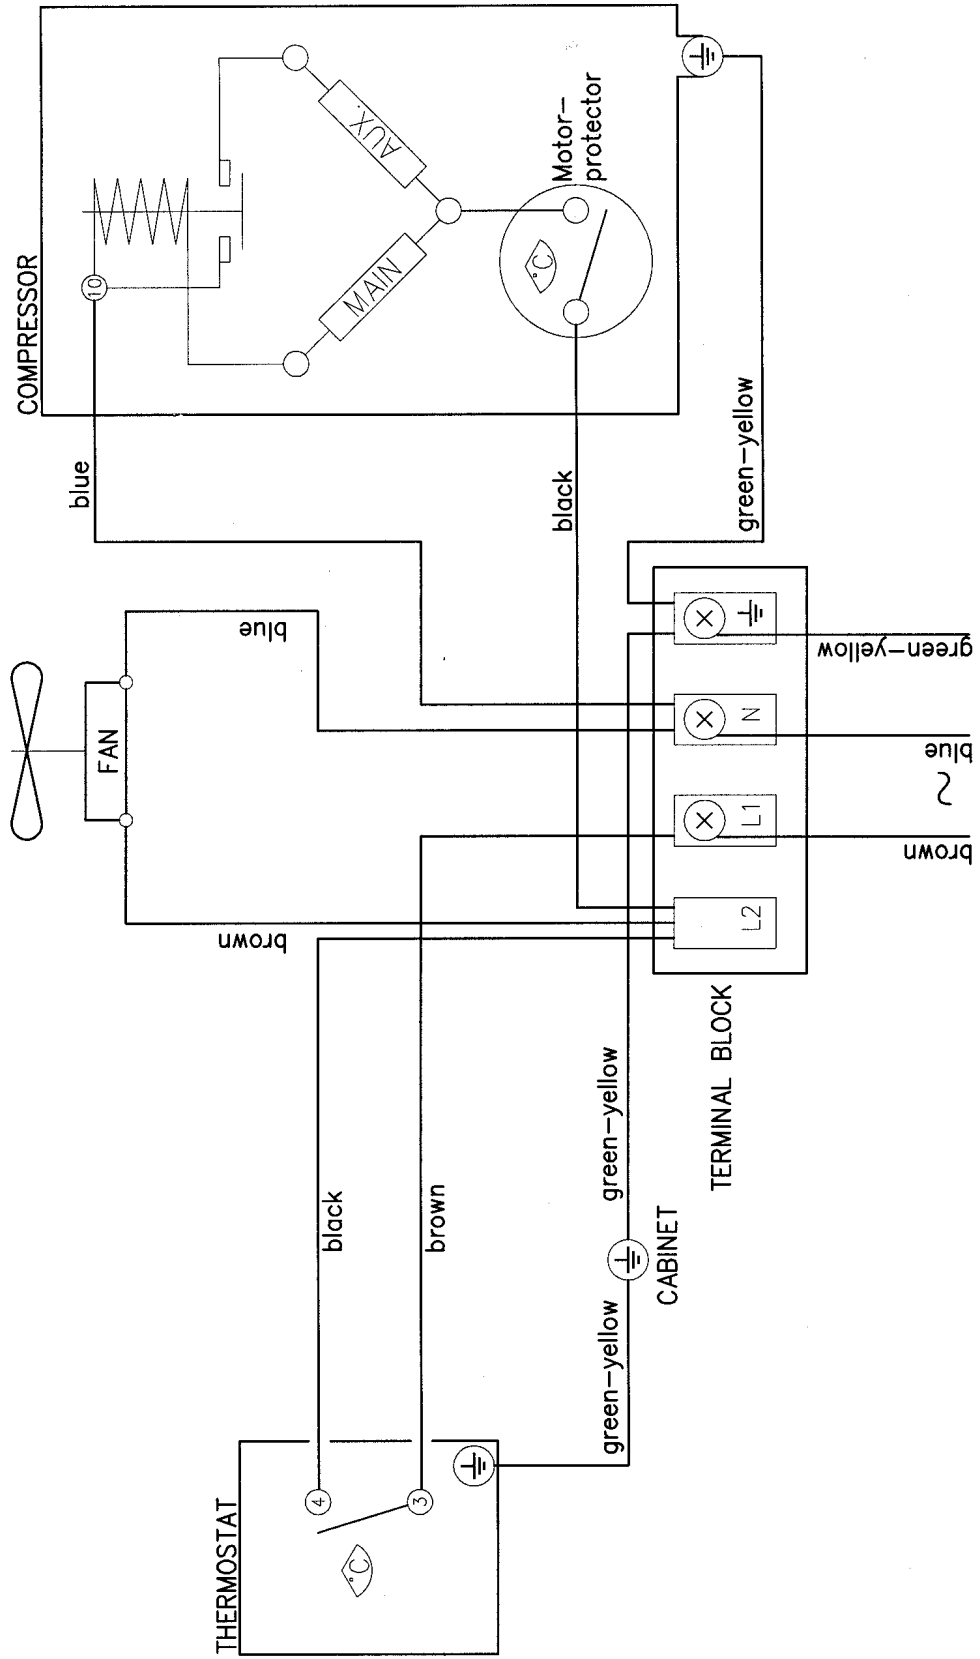 COMPRESSOR
10
AUX.
MAIN
°C
Motor-
protector
blue
black
green-yellow
FAN
blue
brown
L2
L1
N
TERMINAL BLOCK
brown
blue
green-yellow
black
brown
green-yellow
CABINET
green-yellow
THERMOSTAT
4
3
°C